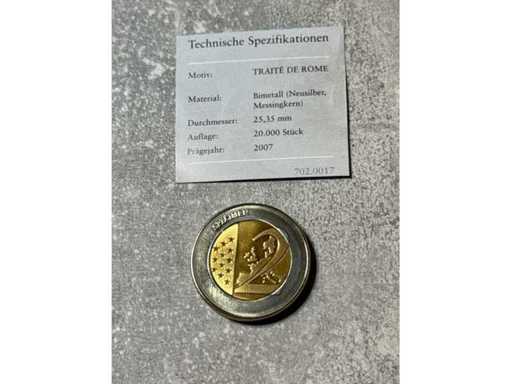 Technische Spezifikationen
Motiv: TRAITÉ DE ROME
Material: Bimetall (Neusilber,
Messingkern)
Durchmesser: 25,35 mm
Auflage: 20.000 Stück
Prägejahr: 2007
702.0017
SPECIMEN